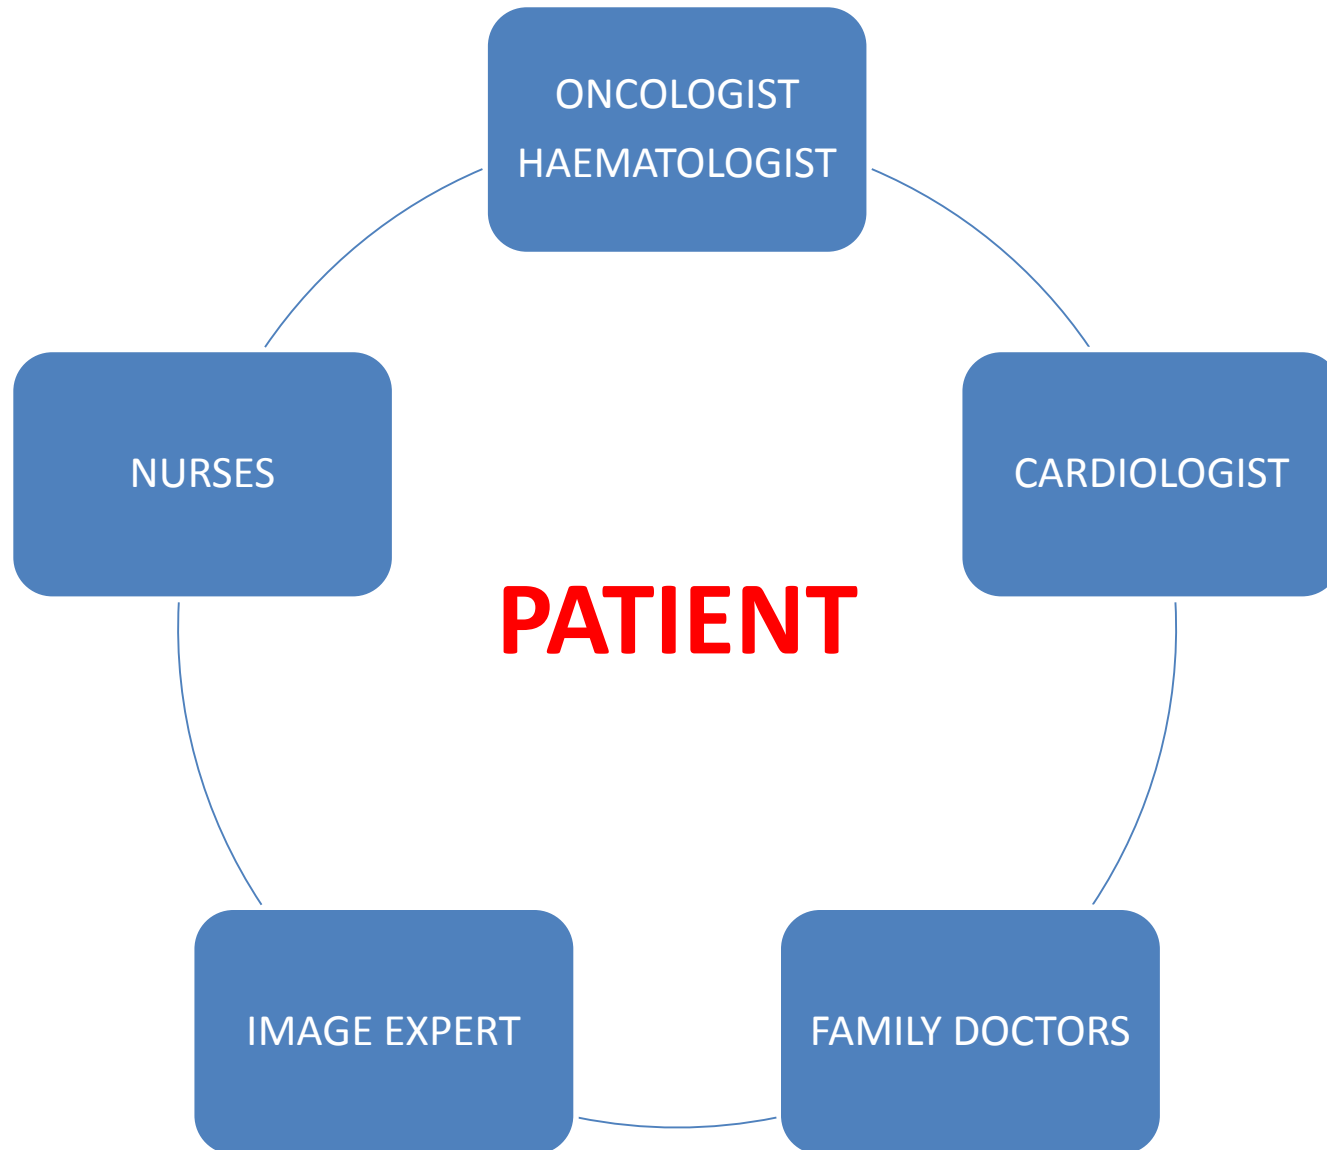 ONCOLOGIST
HAEMATOLOGIST
NURSES
CARDIOLOGIST
PATIENT
IMAGE EXPERT
FAMILY DOCTORS